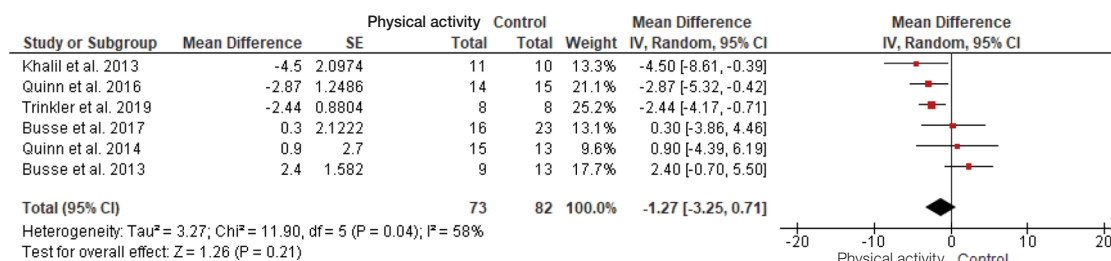 Physical activity Control Mean Difference Mean Difference
Study or Subgroup Mean Difference SE Total Total Weight IV, Random, 95% CI IV, Random, 95% CI
Khalil et al. 2013 -4.5 2.0974 11 10 13.3% -4.50 [-8.61, -0.39]
Quinn et al. 2016 -2.87 1.2486 14 15 21.1% -2.87 [-5.32, -0.42]
Trinkler et al. 2019 -2.44 0.8804 8 8 25.2% -2.44 [-4.17, -0.71]
Busse et al. 2017 0.3 2.1222 16 23 13.1% 0.30 [-3.86, 4.46]
Quinn et al. 2014 0.9 2.7 15 13 9.6% 0.90 [-4.39, 6.19]
Busse et al. 2013 2.4 1.582 9 13 17.7% 2.40 [-0.70, 5.50]
Total (95% CI) 73 82 100.0% -1.27 [-3.25, 0.71]
Heterogeneity: Tau² = 3.27; Chi² = 11.90, df = 5 (P = 0.04); I² = 58%
Test for overall effect: Z = 1.26 (P = 0.21)
-20 -10 0 10 20
Physical activity Control